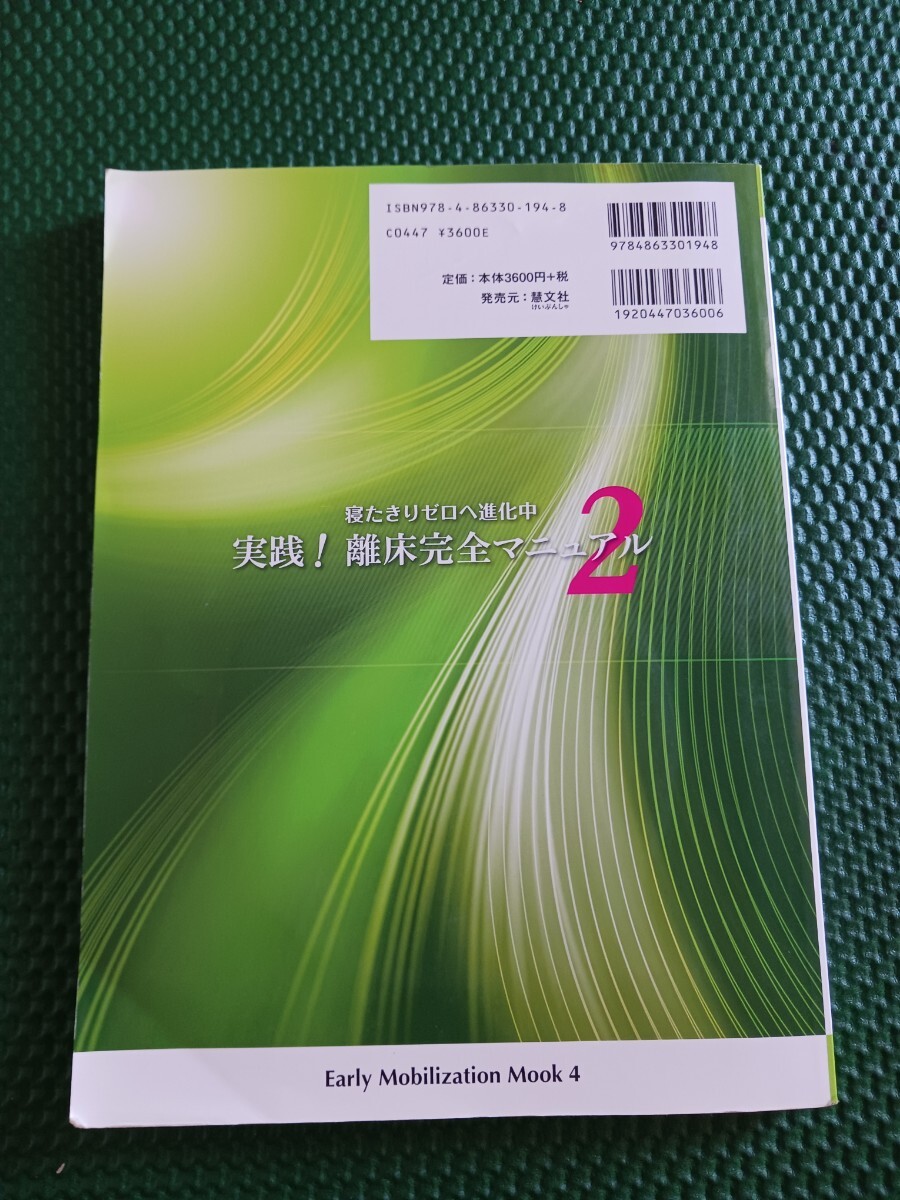 ISBN978-4-86330-194-8
C0447 ¥3600E
9784863301948
定価：本体3600円+税
発売元：慧文社
けいぶんしゃ
1920447036006
寝たきりゼロへ進化中
実践！離床完全マニュアル2
Early Mobilization Mook 4